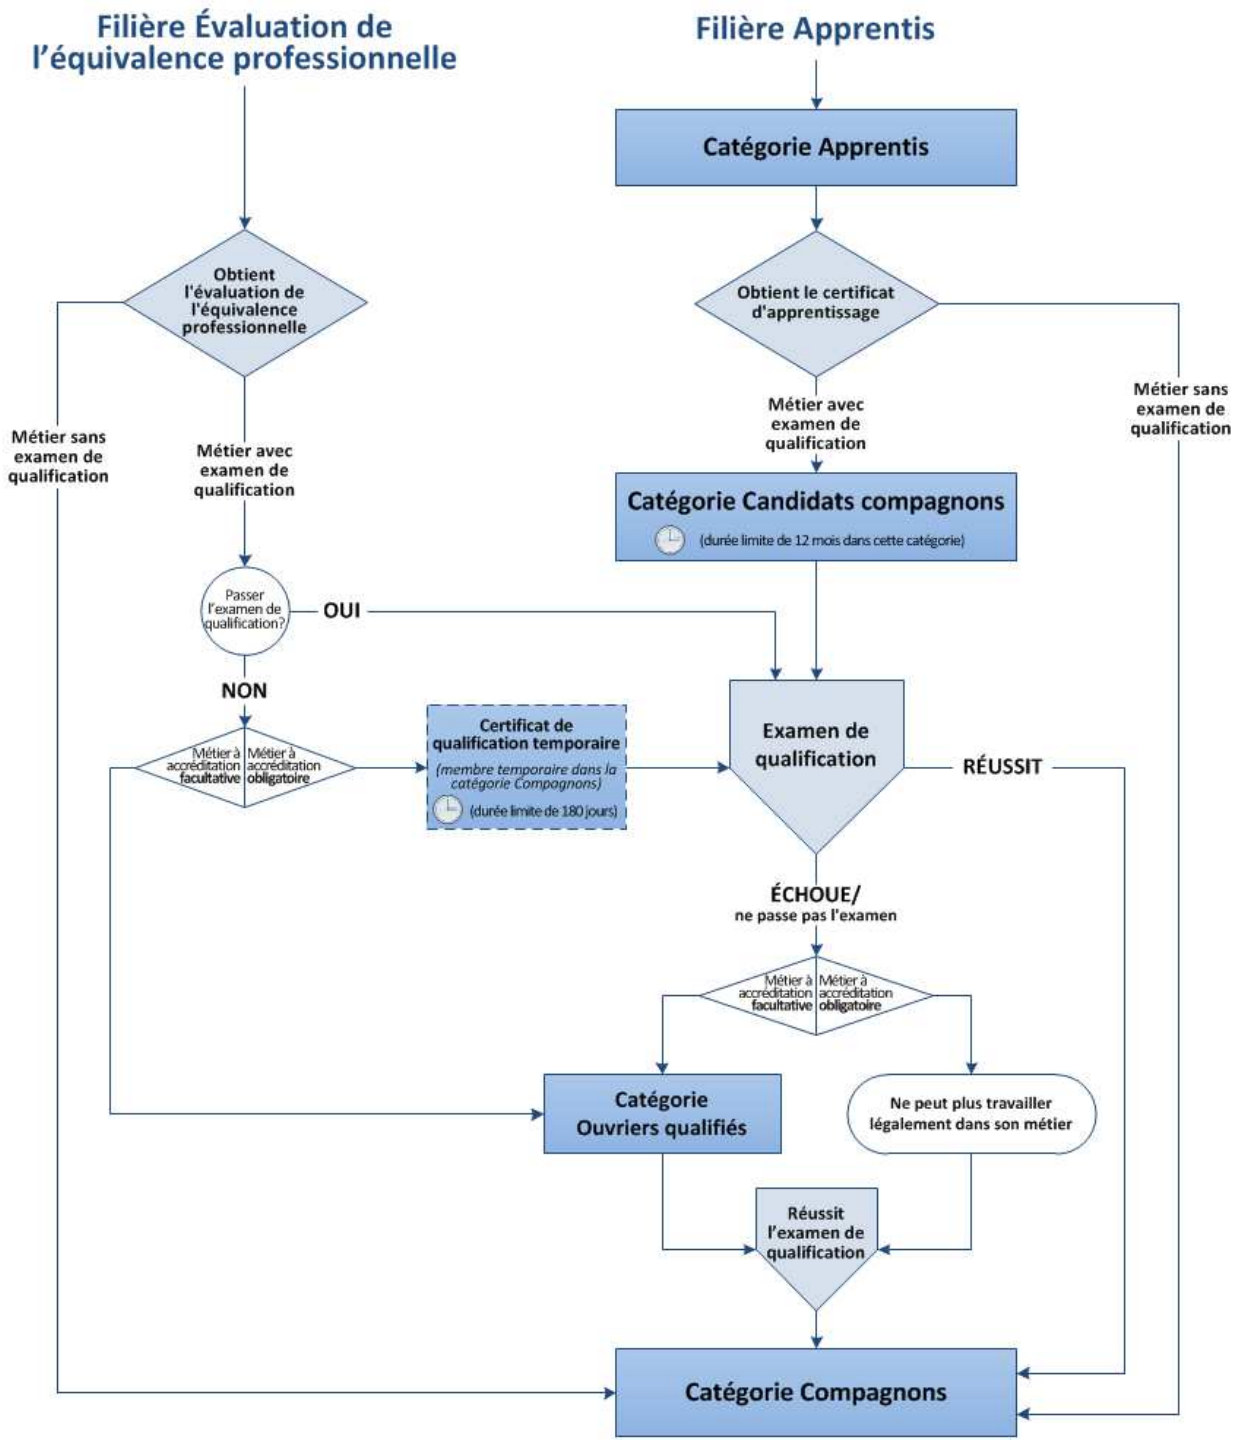 Filière Évaluation de
l’équivalence professionnelle
Filière Apprentis
Catégorie Apprentis
Obtient
l'évaluation de
l'équivalence
professionnelle
Obtient le certificat
d'apprentissage
Métier sans
examen de
qualification
Métier avec
examen de
qualification
Métier avec
examen de
qualification
Métier sans
examen de
qualification
Catégorie Candidats compagnons
(durée limite de 12 mois dans cette catégorie)
Passer
l'examen de
qualification?
OUI
NON
Métier à
accréditation
facultative
Métier à
accréditation
obligatoire
Certificat de
qualification temporaire
(membre temporaire dans la
catégorie Compagnons)
(durée limite de 180 jours)
Examen de
qualification
RÉUSSIT
ÉCHOUE/
ne passe pas l'examen
Métier à
accréditation
facultative
Métier à
accréditation
obligatoire
Catégorie
Ouvriers qualifiés
Ne peut plus travailler
légalement dans son métier
Réussit
l’examen de
qualification
Catégorie Compagnons